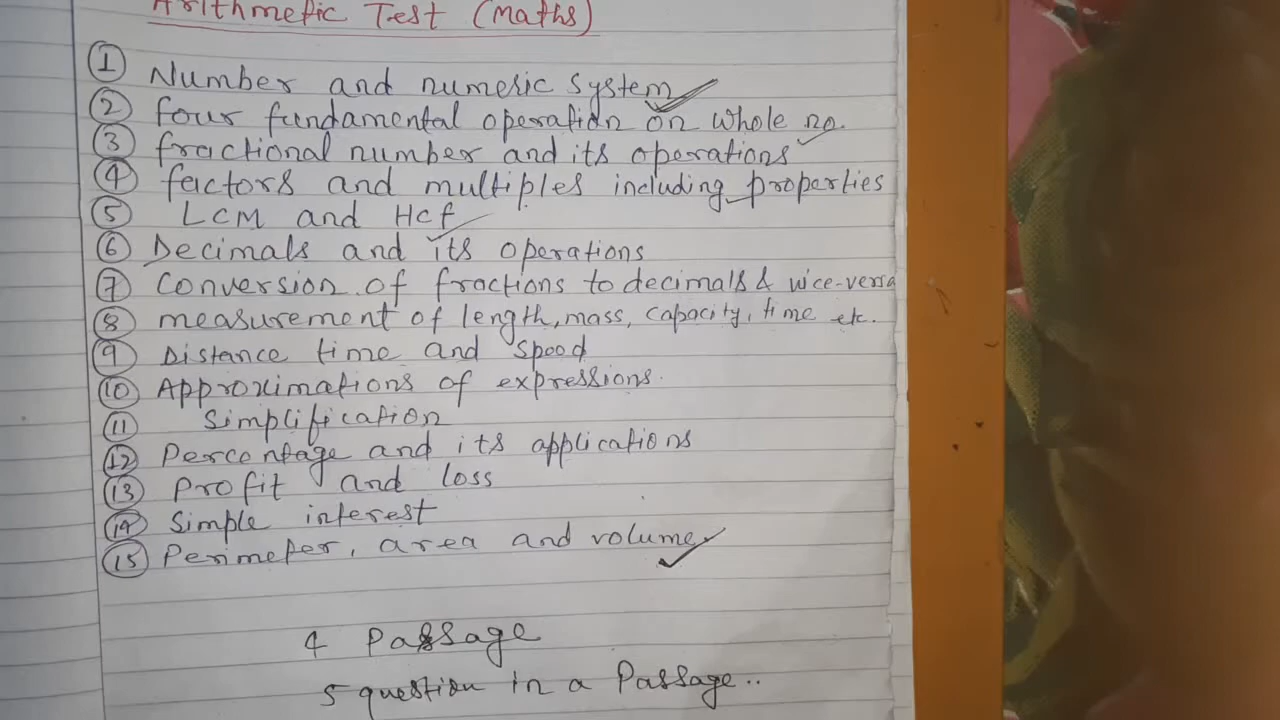 Arithmetic Test (Maths)
1 Number and numeric system
2 four fundamental operation on whole no.
3 fractional number and its operations
4 factors and multiples including properties
5 LCM and HCf
6 Decimals and its operations
7 Conversion of fractions to decimals & vice-versa
8 measurement of length, mass, capacity, time etc.
9 Distance time and speed
10 Approximations of expressions.
11 Simplification
12 Percentage and its applications
13 Profit and loss
14 Simple interest
15 Perimeter, area and volume.
4 Passage
5 question in a Passage..